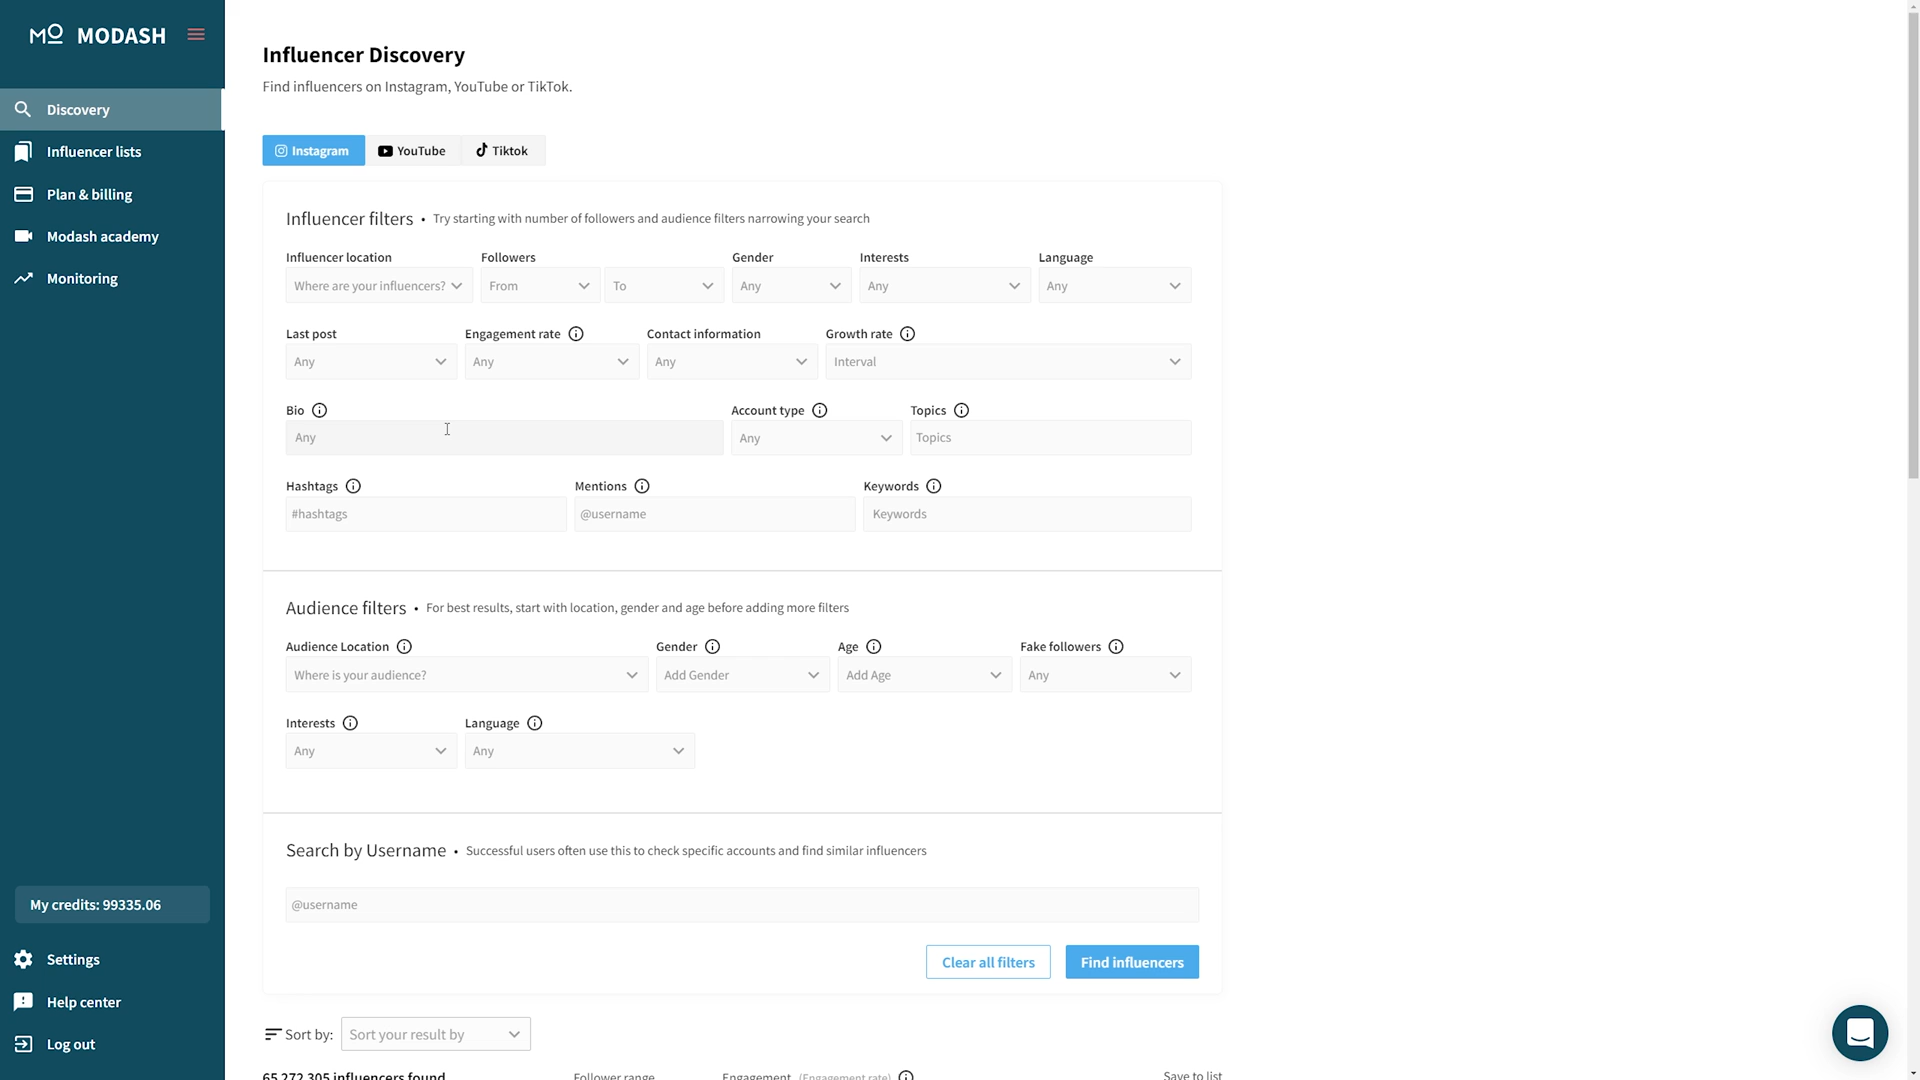 MO MODASH
Discovery
Influencer lists
Plan & billing
Modash academy
Monitoring
My credits: 99335.06
Settings
Help center
Log out
Influencer Discovery
Find influencers on Instagram, YouTube or TikTok.
Instagram YouTube Tiktok
Influencer filters • Try starting with number of followers and audience filters narrowing your search
Influencer location Followers Gender Interests Language
Where are your influencers? From To Any Any Any
Last post Engagement rate Contact information Growth rate
Any Any Any Interval
Bio Account type Topics
Any Any Topics
Hashtags Mentions Keywords
#hashtags @username Keywords
Audience filters • For best results, start with location, gender and age before adding more filters
Audience Location Gender Age Fake followers
Where is your audience? Add Gender Add Age Any
Interests Language
Any Any
Search by Username • Successful users often use this to check specific accounts and find similar influencers
@username
Clear all filters Find influencers
Sort by: Sort your result by
65 272 305 influencers found Follower range Engagement (Engagement rate) Save to list